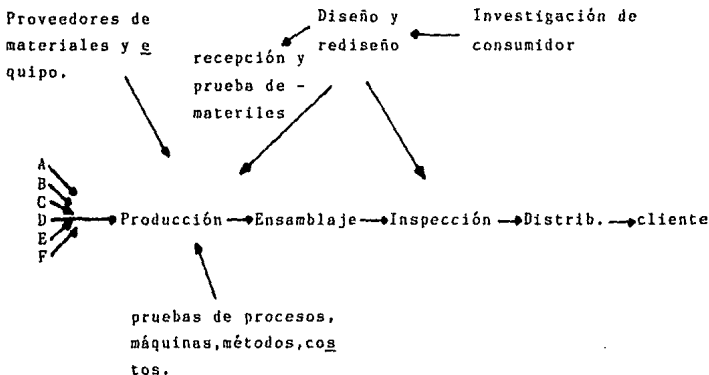 Proveedores de
materiales y e
quipo.
Diseño y
rediseño
Investigación de
consumidor
recepción y
prueba de -
materiles
A
B
C
D
E
F
Producción Ensamblaje Inspección Distrib. cliente
pruebas de procesos,
máquinas,métodos,cos
tos.